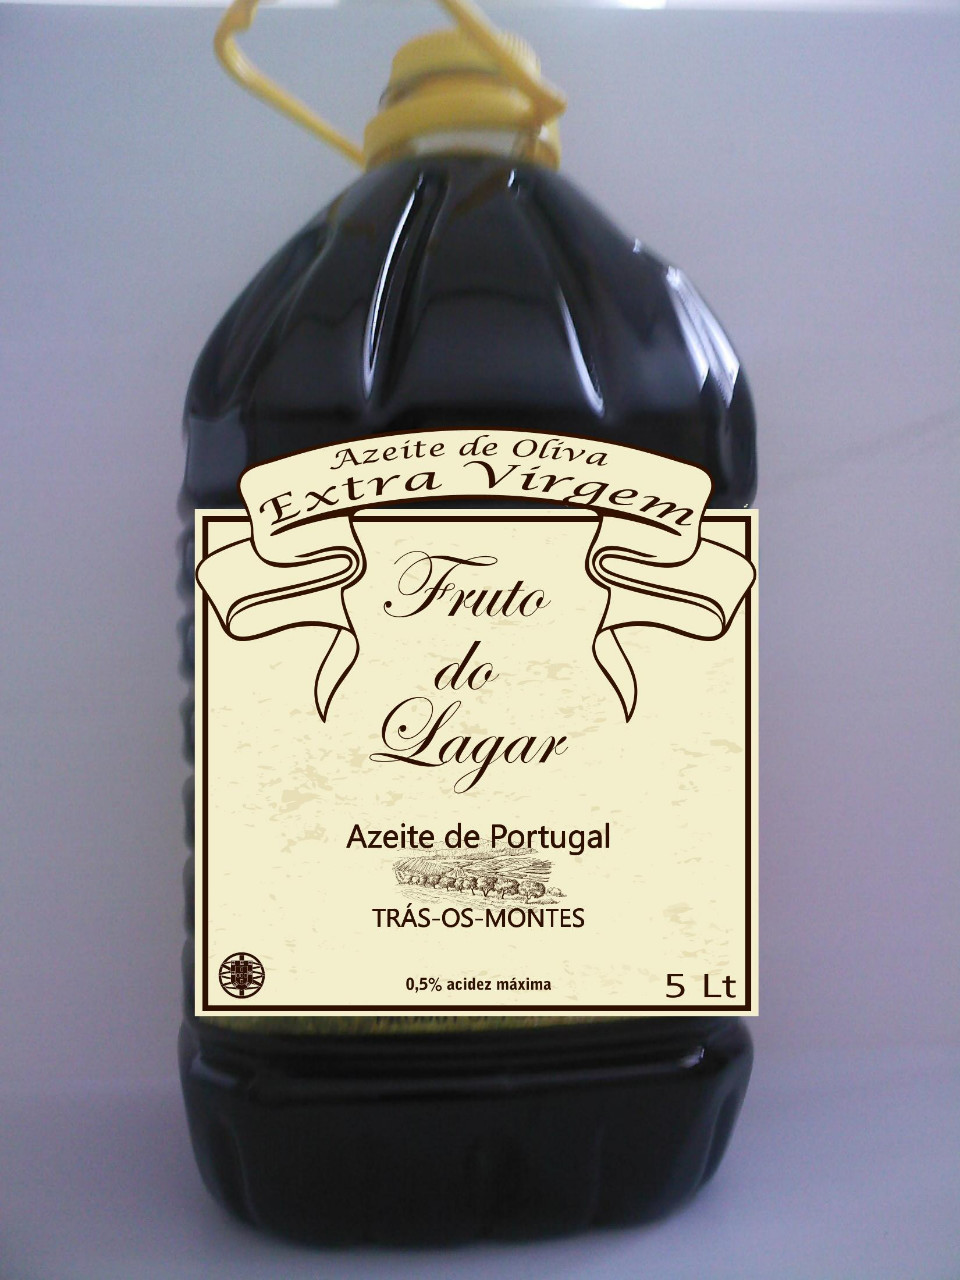 Azeite de Oliva
Extra Virgem
Fruto
do
Lagar
Azeite de Portugal
TRÁS-OS-MONTES
0,5% acidez máxima
5 Lt